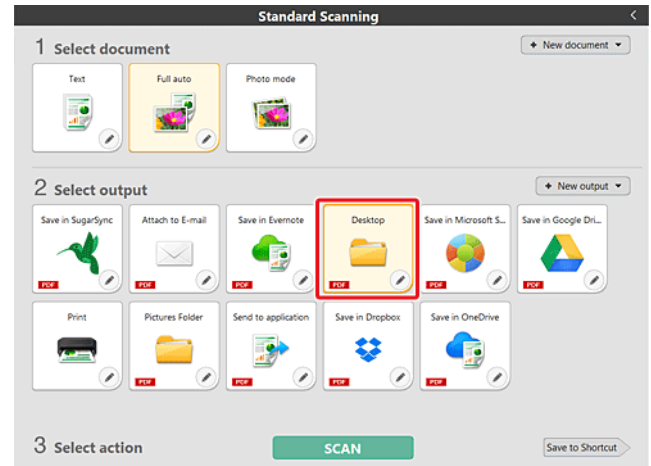 Standard Scanning
1 Select document
+ New document
Text
Full auto
Photo mode
2 Select output
+ New output
Save in SugarSync
Attach to E-mail
Save in Evernote
Desktop
Save in Microsoft S...
Save in Google Dri...
PDF
PDF
PDF
PDF
PDF
PDF
Print
Pictures Folder
Send to application
Save in Dropbox
Save in OneDrive
PDF
PDF
PDF
PDF
3 Select action
SCAN
Save to Shortcut